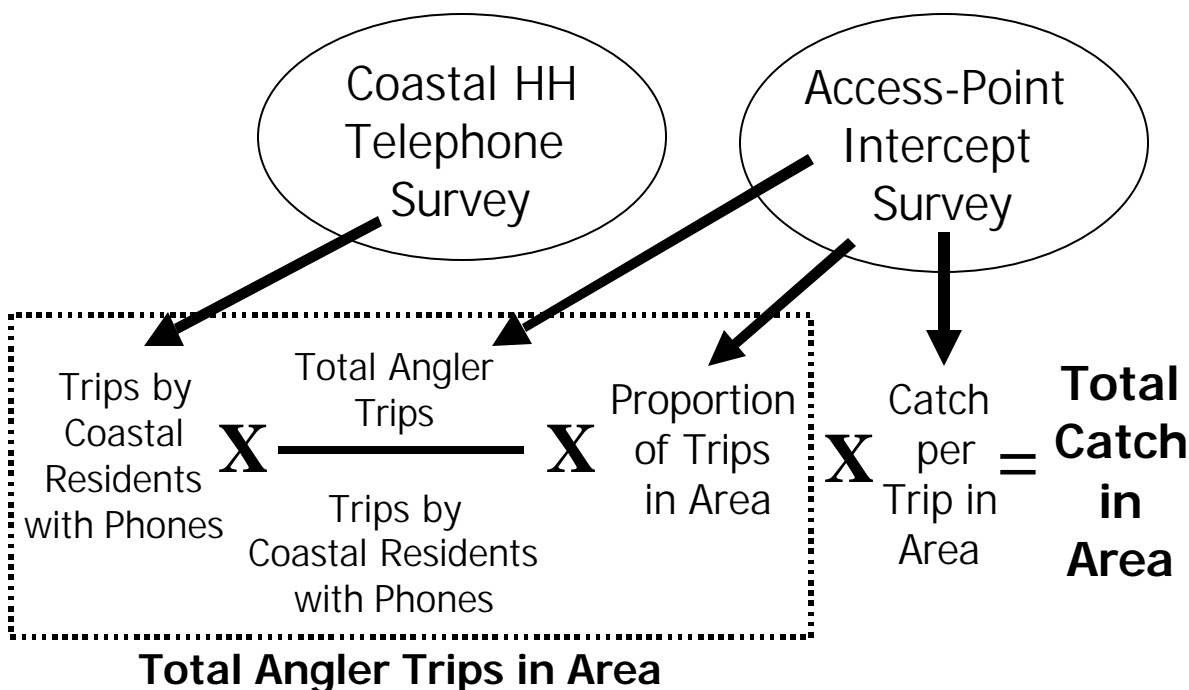 Coastal HH
Telephone
Survey
Access-Point
Intercept
Survey
Trips by
Coastal
Residents
with Phones
X
Total Angler
Trips
Trips by
Coastal Residents
with Phones
X
Proportion
of Trips
in Area
X
Catch
per
Trip in
Area
=
Total
Catch
in
Area
Total Angler Trips in Area